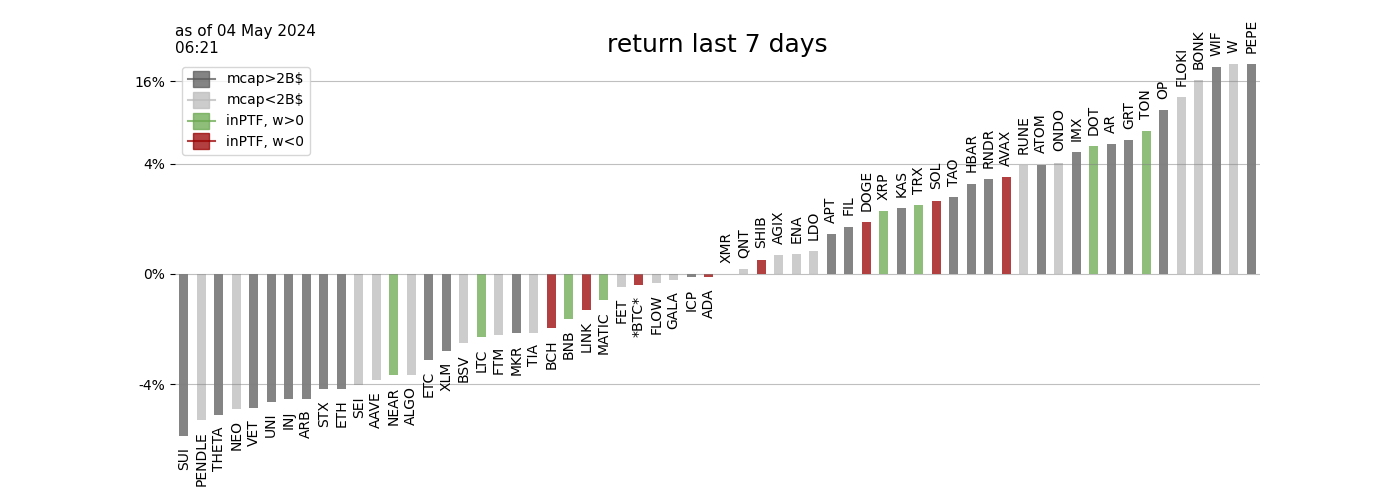 as of 04 May 2024
06:21
return last 7 days
mcap>2B$
mcap<2B$
inPTF, w>0
inPTF, w<0
16%
4%
0%
-4%
SUI
PENDLE
THETA
NEO
VET
UNI
INJ
ARB
STX
ETH
SEI
AAVE
NEAR
ALGO
ETC
XLM
BSV
LTC
FTM
MKR
TIA
BCH
BNB
LINK
MATIC
FET
*BTC*
FLOW
GALA
ICP
ADA
XMR
QNT
SHIB
AGIX
ENA
LDO
APT
FIL
DOGE
XRP
KAS
TRX
SOL
TAO
HBAR
RNDR
AVAX
RUNE
ATOM
ONDO
IMX
DOT
AR
GRT
TON
OP
FLOKI
BONK
WIF
W
PEPE